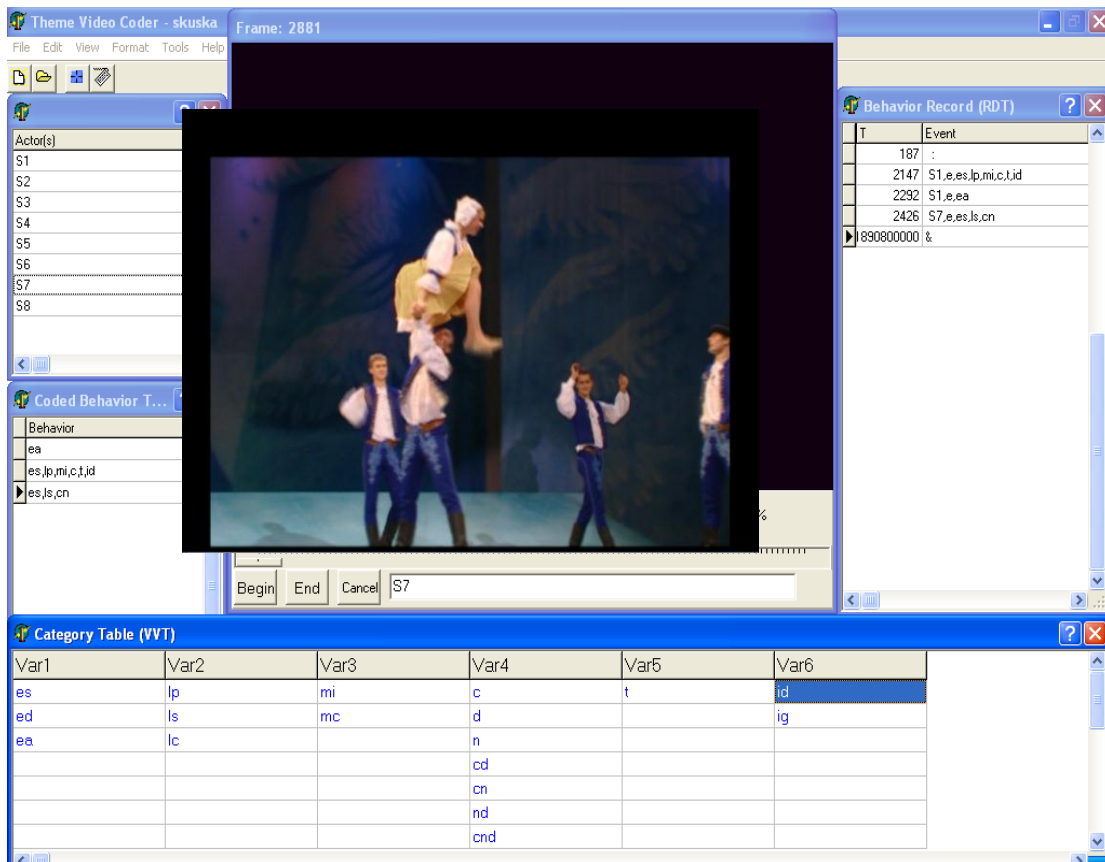 Theme Video Coder - skuska
Frame: 2881
File Edit View Format Tools Help
Actor(s)
S1
S2
S3
S4
S5
S6
S7
S8
Coded Behavior T...
Behavior
ea
es,lp,mi,c,t,id
es,ls,cn
%
Begin End Cancel S7
Behavior Record (RDT)
T Event
187 :
2147 S1,e,es,lp,mi,c,t,id
2292 S1,e,ea
2426 S7,e,es,ls,cn
890800000 &
Category Table (VVT)
Var1 Var2 Var3 Var4 Var5 Var6
es lp mi c t id
ed ls mc d ig
ea lc n
cd
cn
nd
cnd